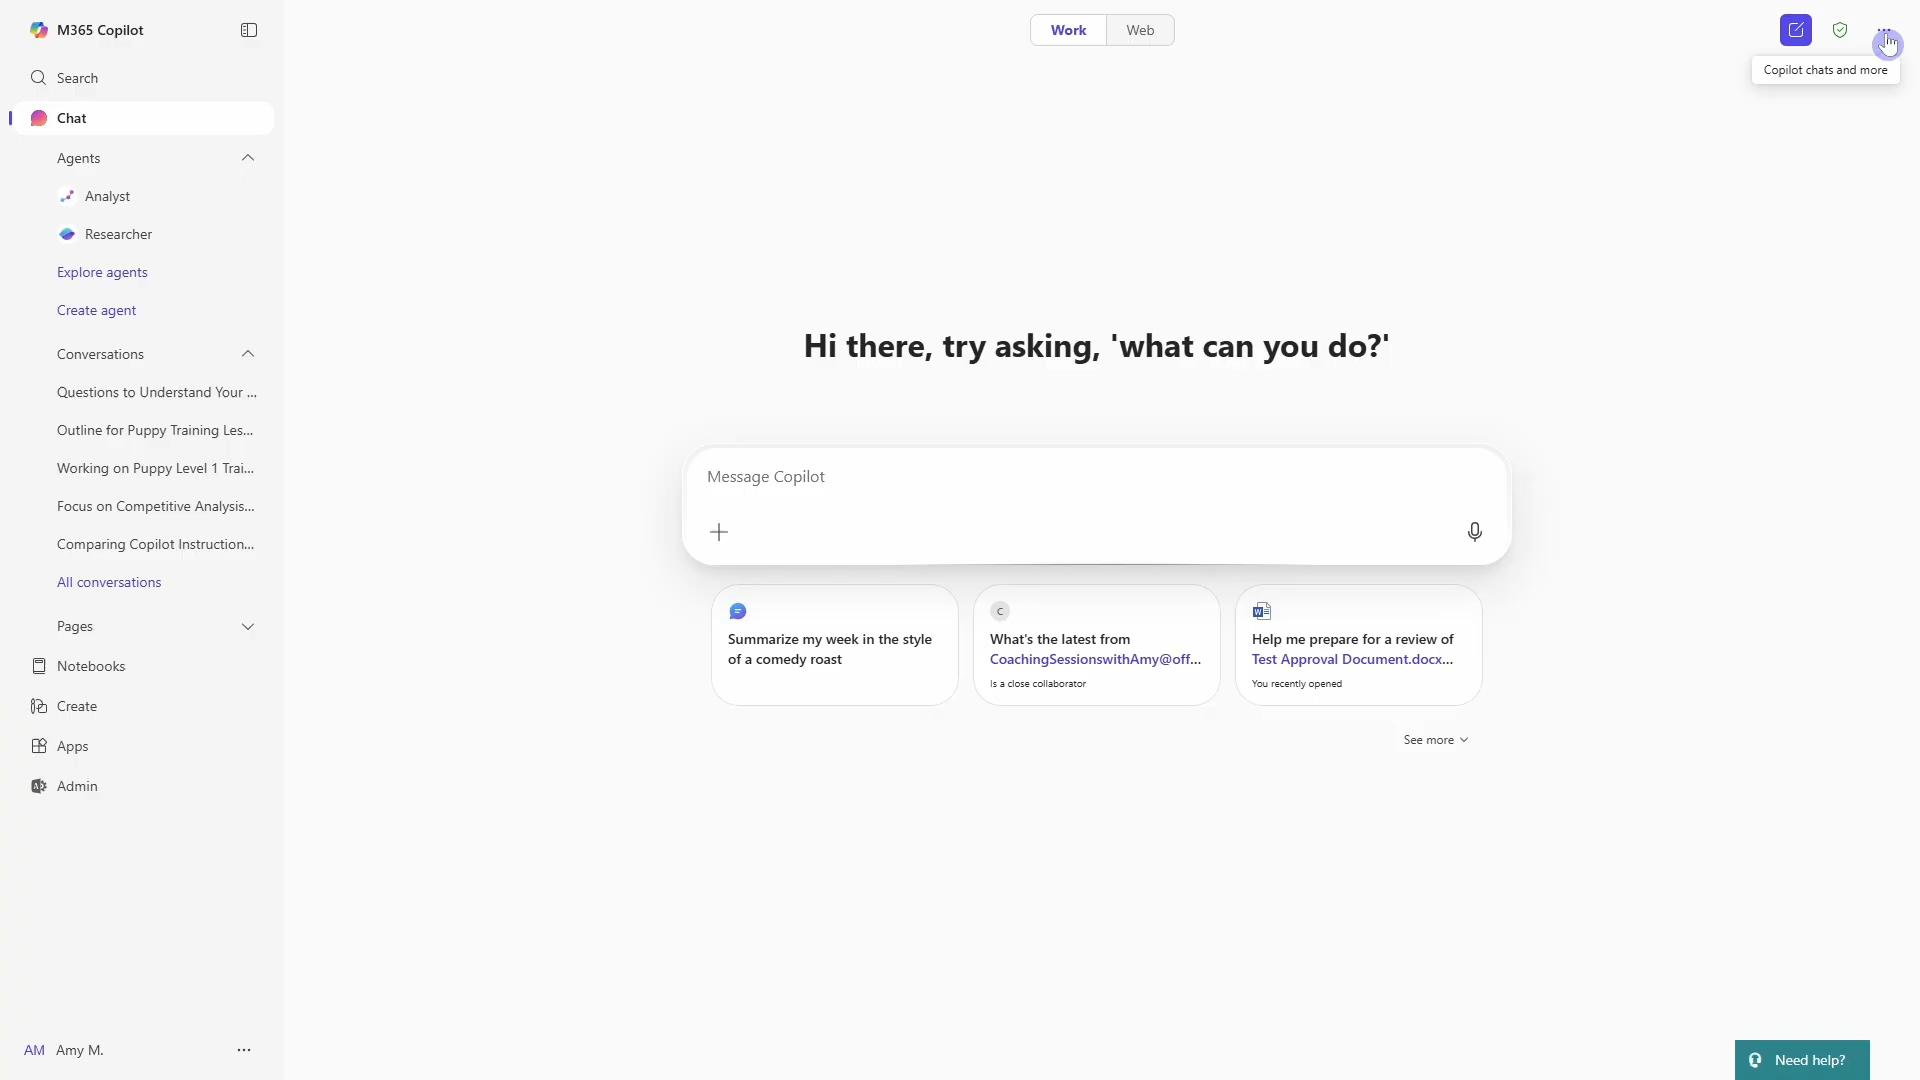 M365 Copilot
Search
Chat
Agents
Analyst
Researcher
Explore agents
Create agent
Conversations
Questions to Understand Your ...
Outline for Puppy Training Les...
Working on Puppy Level 1 Trai...
Focus on Competitive Analysis...
Comparing Copilot Instruction...
All conversations
Pages
Notebooks
Create
Apps
Admin
AM Amy M.
Work Web
Copilot chats and more
Hi there, try asking, 'what can you do?'
Message Copilot
Summarize my week in the style
of a comedy roast
C
What's the latest from
CoachingSessionswithAmy@off...
Is a close collaborator
W
Help me prepare for a review of
Test Approval Document.docx...
You recently opened
See more
Need help?